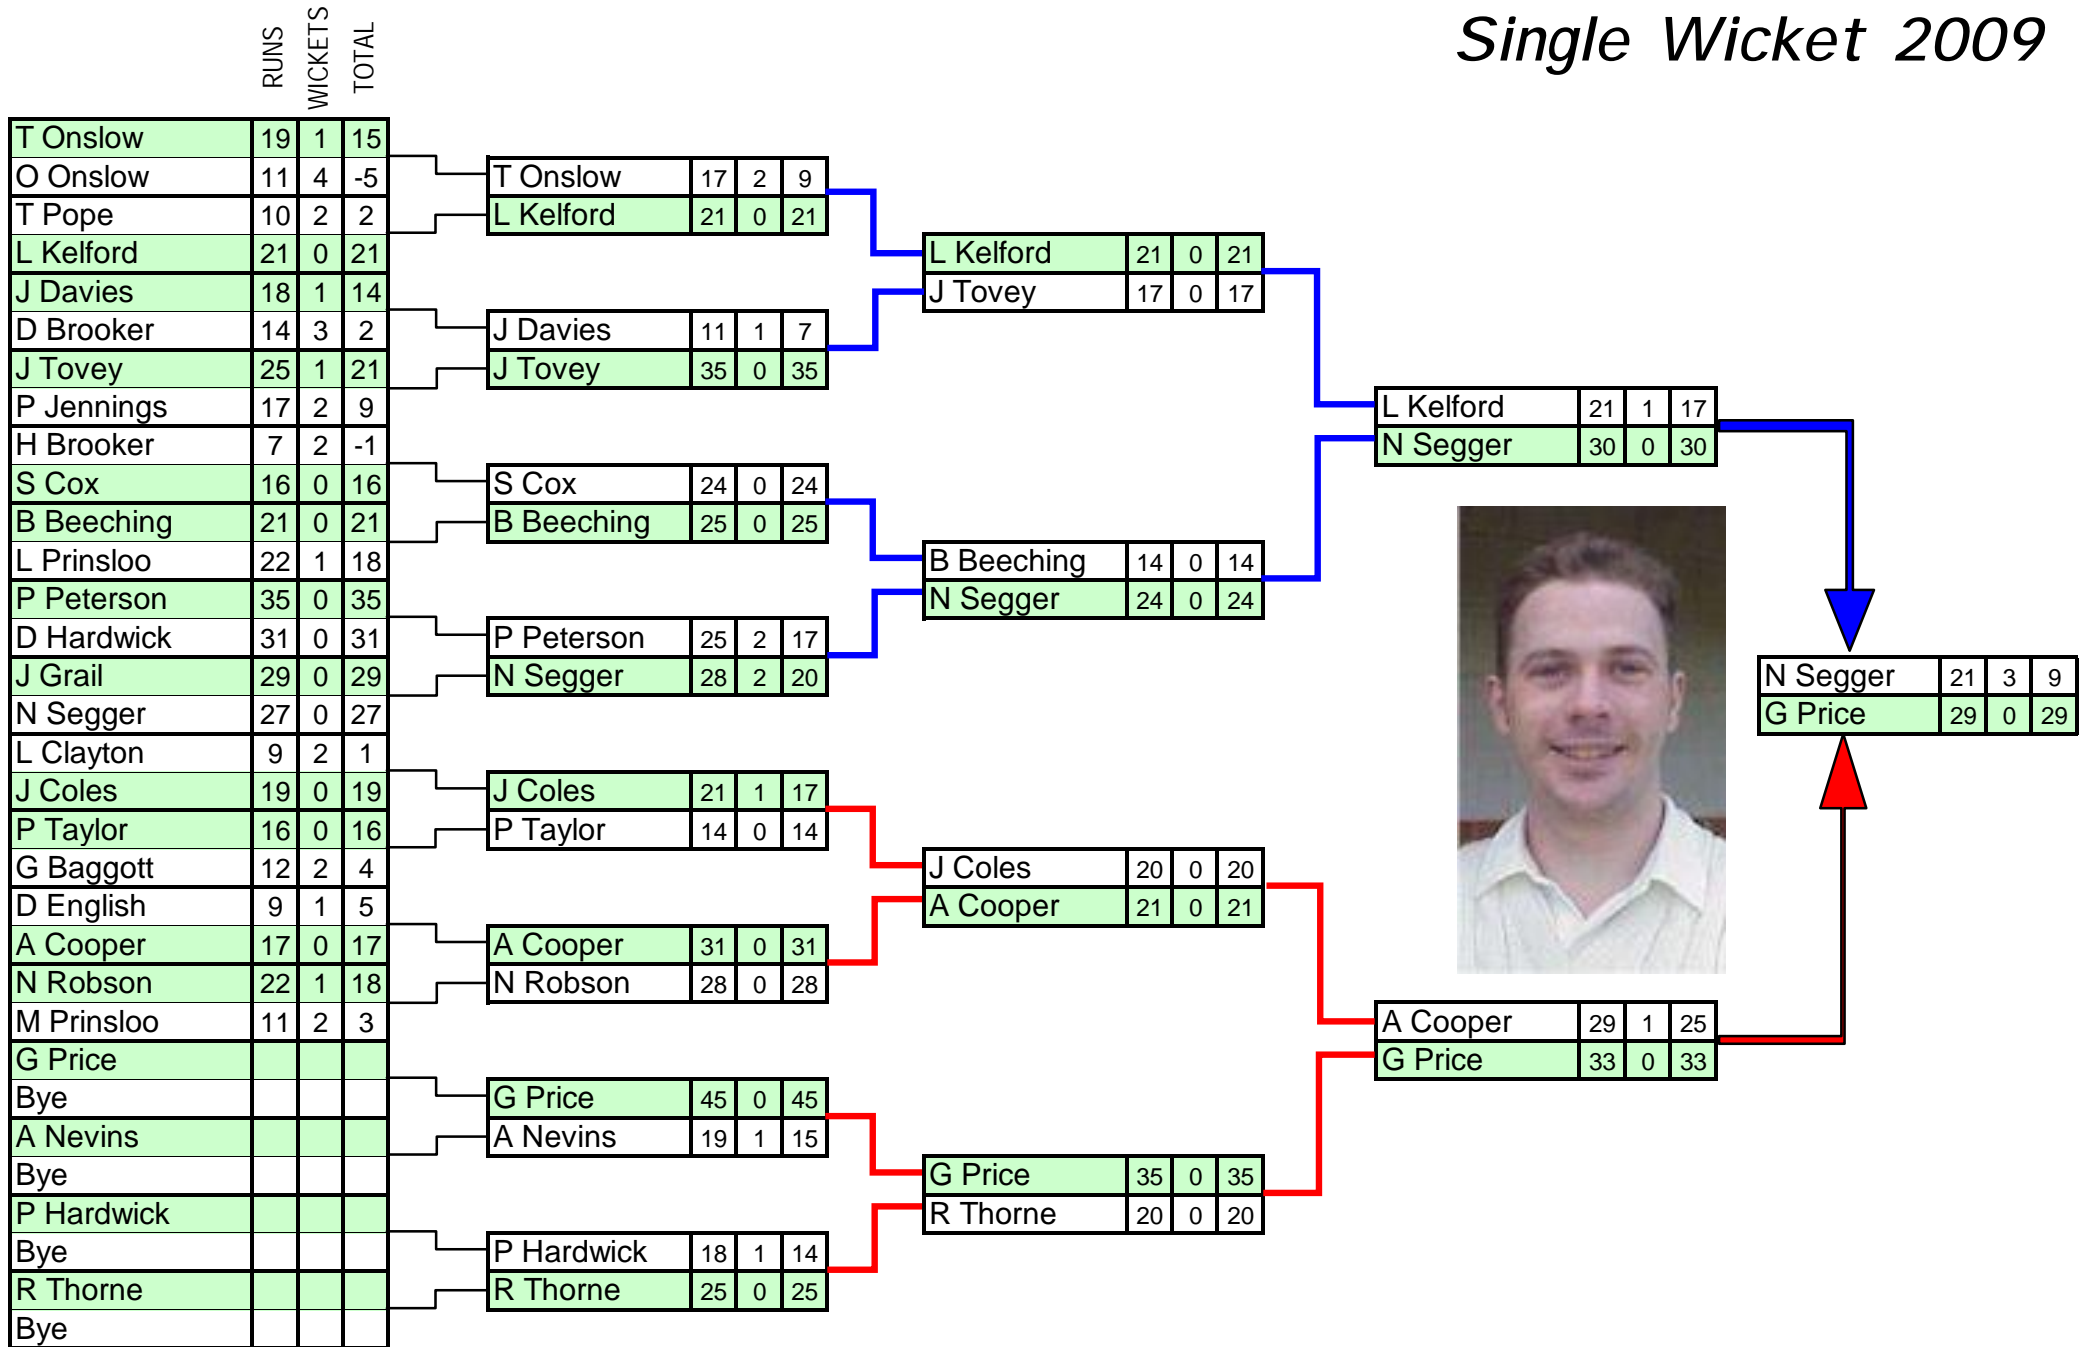 Single Wicket 2009
RUNS WICKETS TOTAL
T Onslow 19 1 15
O Onslow 11 4 -5
T Pope 10 2 2
L Kelford 21 0 21
J Davies 18 1 14
D Brooker 14 3 2
J Tovey 25 1 21
P Jennings 17 2 9
H Brooker 7 2 -1
S Cox 16 0 16
B Beeching 21 0 21
L Prinsloo 22 1 18
P Peterson 35 0 35
D Hardwick 31 0 31
J Grail 29 0 29
N Segger 27 0 27
L Clayton 9 2 1
J Coles 19 0 19
P Taylor 16 0 16
G Baggott 12 2 4
D English 9 1 5
A Cooper 17 0 17
N Robson 22 1 18
M Prinsloo 11 2 3
G Price
Bye
A Nevins
Bye
P Hardwick
Bye
R Thorne
Bye
T Onslow 17 2 9
L Kelford 21 0 21
J Davies 11 1 7
J Tovey 35 0 35
S Cox 24 0 24
B Beeching 25 0 25
P Peterson 25 2 17
N Segger 28 2 20
J Coles 21 1 17
P Taylor 14 0 14
A Cooper 31 0 31
N Robson 28 0 28
G Price 45 0 45
A Nevins 19 1 15
P Hardwick 18 1 14
R Thorne 25 0 25
L Kelford 21 0 21
J Tovey 17 0 17
B Beeching 14 0 14
N Segger 24 0 24
J Coles 20 0 20
A Cooper 21 0 21
G Price 35 0 35
R Thorne 20 0 20
L Kelford 21 1 17
N Segger 30 0 30
A Cooper 29 1 25
G Price 33 0 33
N Segger 21 3 9
G Price 29 0 29